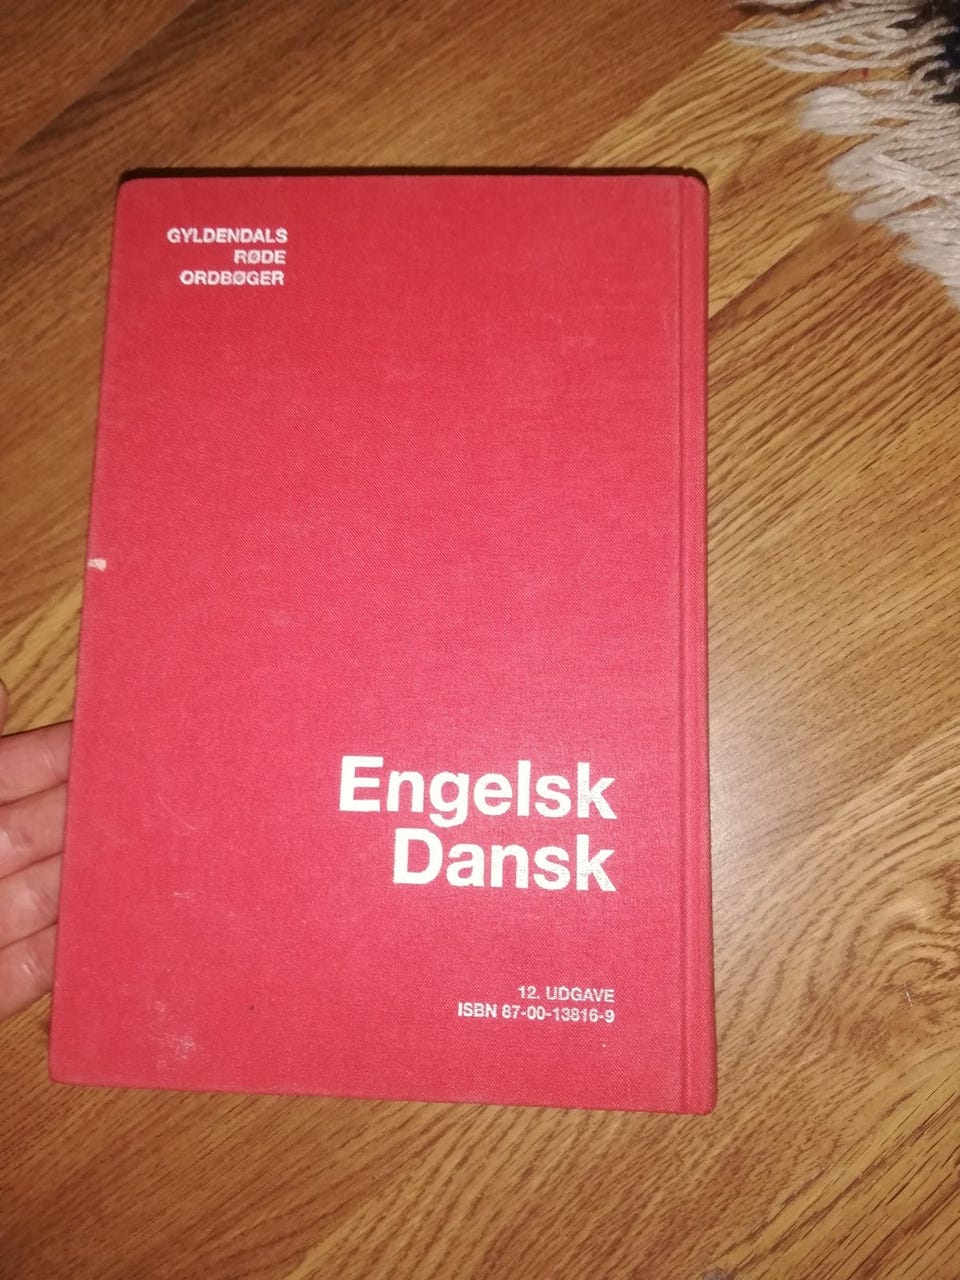 GYLDENDALS
RØDE
ORDBØGER
Engelsk
Dansk
12. UDGAVE
ISBN 87-00-13816-9